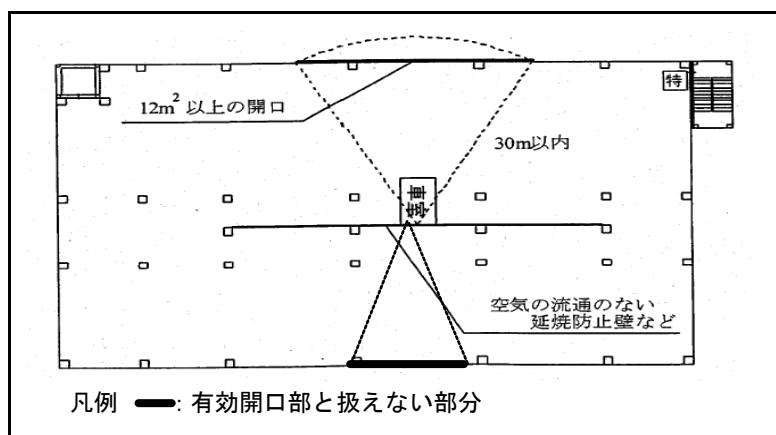 特
12m² 以上の開口
30m以内
車室
空気の流通のない
延焼防止壁など
凡例 ━: 有効開口部と扱えない部分